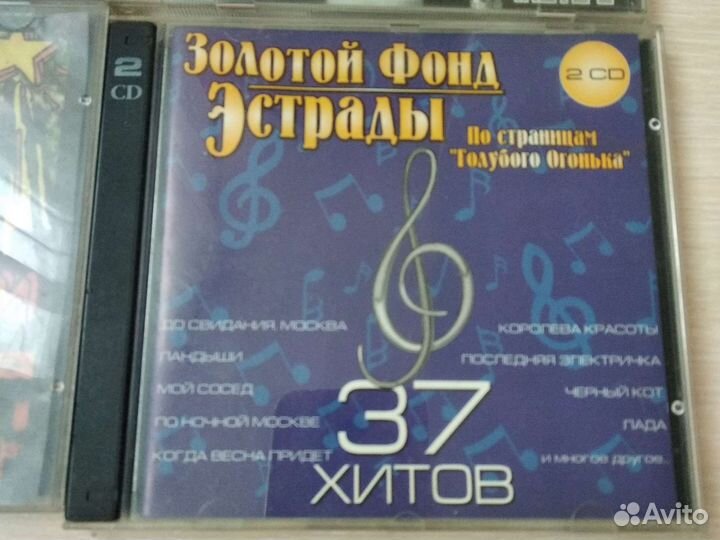 2
CD
Золотой Фонд
Эстрады
2 CD
По страницам
"Голубого Огонька"
ДО СВИДАНИЯ, МОСКВА
ЛАНДЫШИ
МОЙ СОСЕД
ПО НОЧНОЙ МОСКВЕ
КОГДА ВЕСНА ПРИДЕТ
КОРОЛЕВА КРАСОТЫ
ПОСЛЕДНЯЯ ЭЛЕКТРИЧКА
ЧЕРНЫЙ КОТ
ЛАДА
И МНОГОЕ ДРУГОЕ...
37
ХИТОВ
Avito